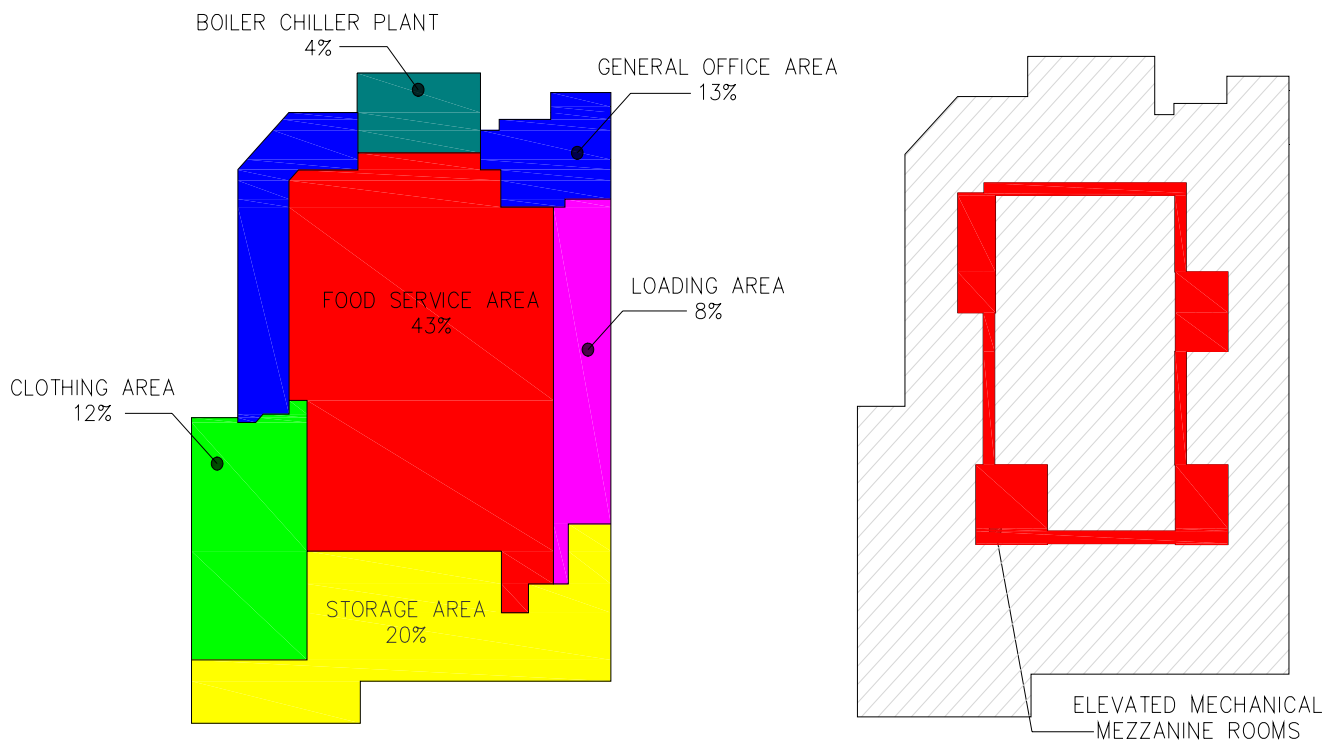 BOILER CHILLER PLANT
4%
GENERAL OFFICE AREA
13%
LOADING AREA
8%
FOOD SERVICE AREA
43%
CLOTHING AREA
12%
STORAGE AREA
20%
ELEVATED MECHANICAL
MEZZANINE ROOMS